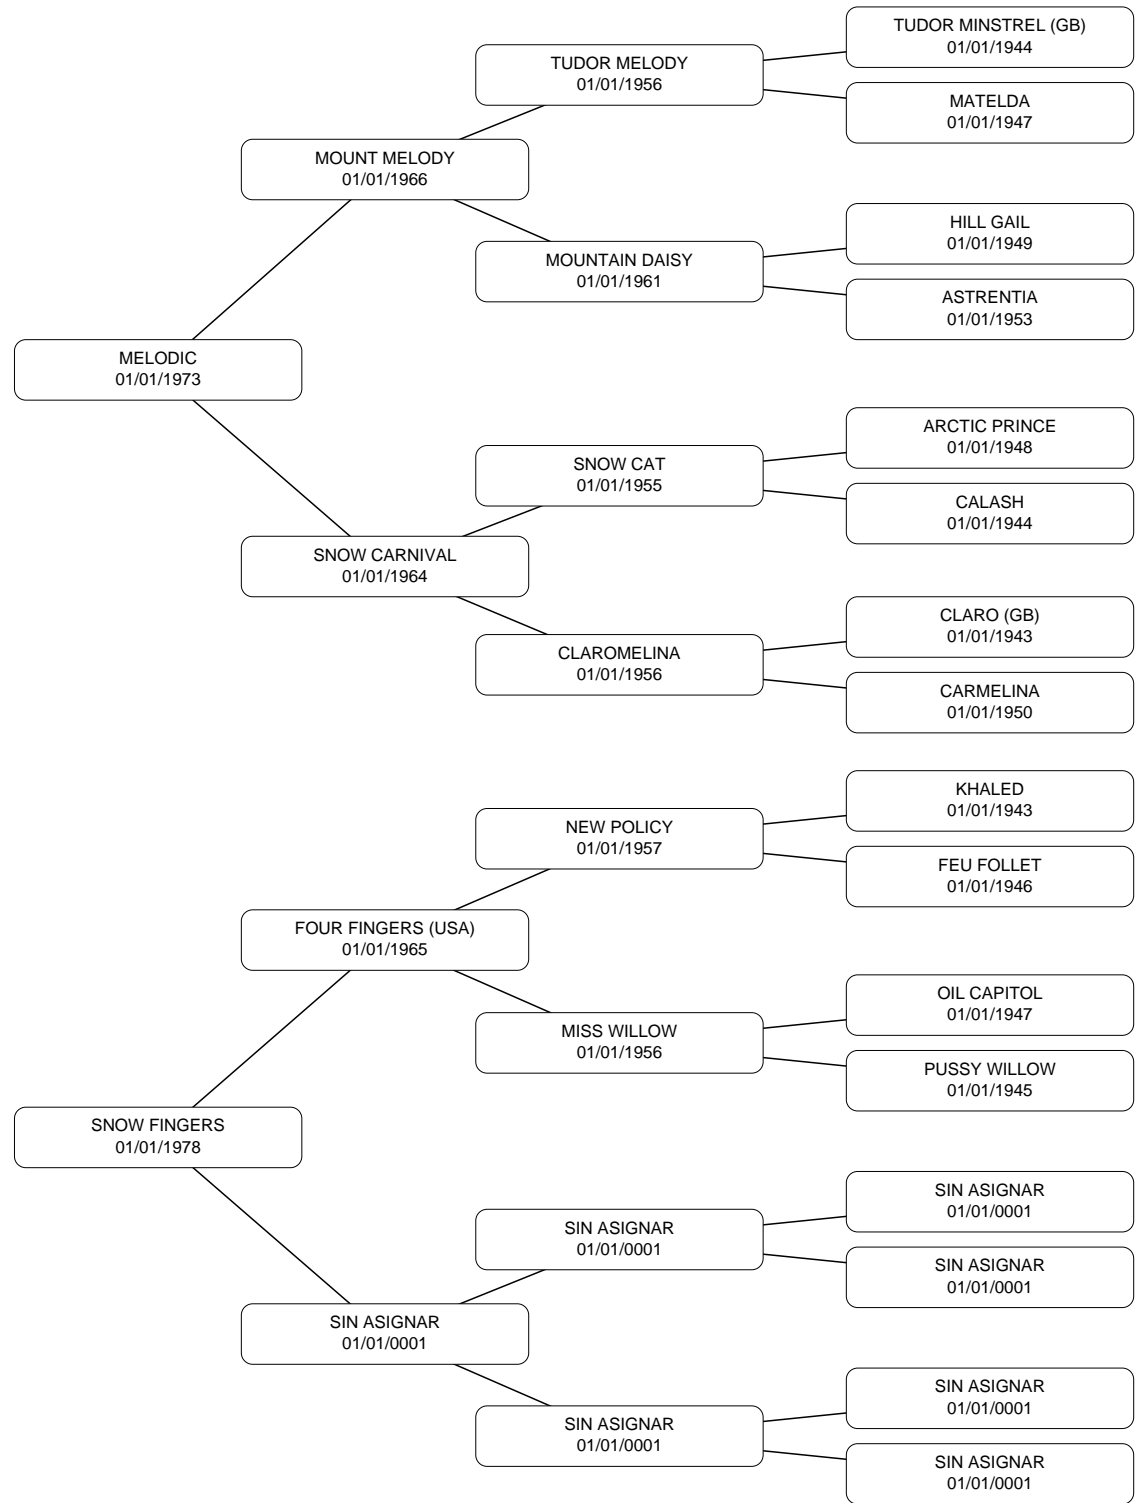 TUDOR MINSTREL (GB)
01/01/1944
TUDOR MELODY
01/01/1956
MATELDA
01/01/1947
MOUNT MELODY
01/01/1966
HILL GAIL
01/01/1949
MOUNTAIN DAISY
01/01/1961
ASTRENTIA
01/01/1953
MELODIC
01/01/1973
ARCTIC PRINCE
01/01/1948
SNOW CAT
01/01/1955
CALASH
01/01/1944
SNOW CARNIVAL
01/01/1964
CLARO (GB)
01/01/1943
CLAROMELINA
01/01/1956
CARMELINA
01/01/1950
KHALED
01/01/1943
NEW POLICY
01/01/1957
FEU FOLLET
01/01/1946
FOUR FINGERS (USA)
01/01/1965
OIL CAPITOL
01/01/1947
MISS WILLOW
01/01/1956
PUSSY WILLOW
01/01/1945
SNOW FINGERS
01/01/1978
SIN ASIGNAR
01/01/0001
SIN ASIGNAR
01/01/0001
SIN ASIGNAR
01/01/0001
SIN ASIGNAR
01/01/0001
SIN ASIGNAR
01/01/0001
SIN ASIGNAR
01/01/0001
SIN ASIGNAR
01/01/0001